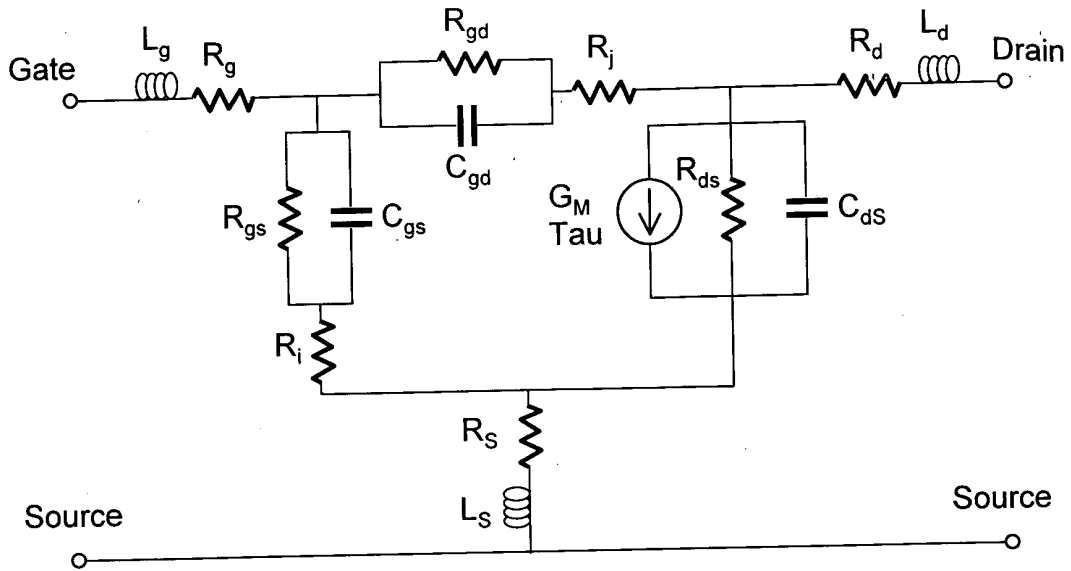 L_g
R_g
R_gd
R_j
R_d
L_d
Gate
Drain
C_gd
R_gs
C_gs
G_M
Tau
R_ds
C_dS
R_i
R_S
L_S
Source
Source